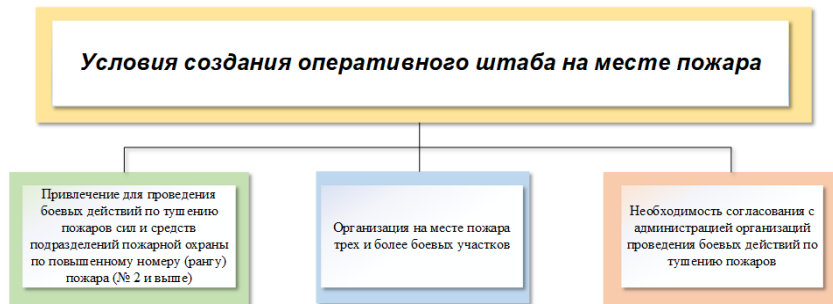 Условия создания оперативного штаба на месте пожара
Привлечение для проведения
боевых действий по тушению
пожаров сил и средств
подразделений пожарной охраны
по повышенному номеру (рангу)
пожара (№ 2 и выше)
Организация на месте пожара
трех и более боевых участков
Необходимость согласования с
администрацией организаций
проведения боевых действий по
тушению пожаров